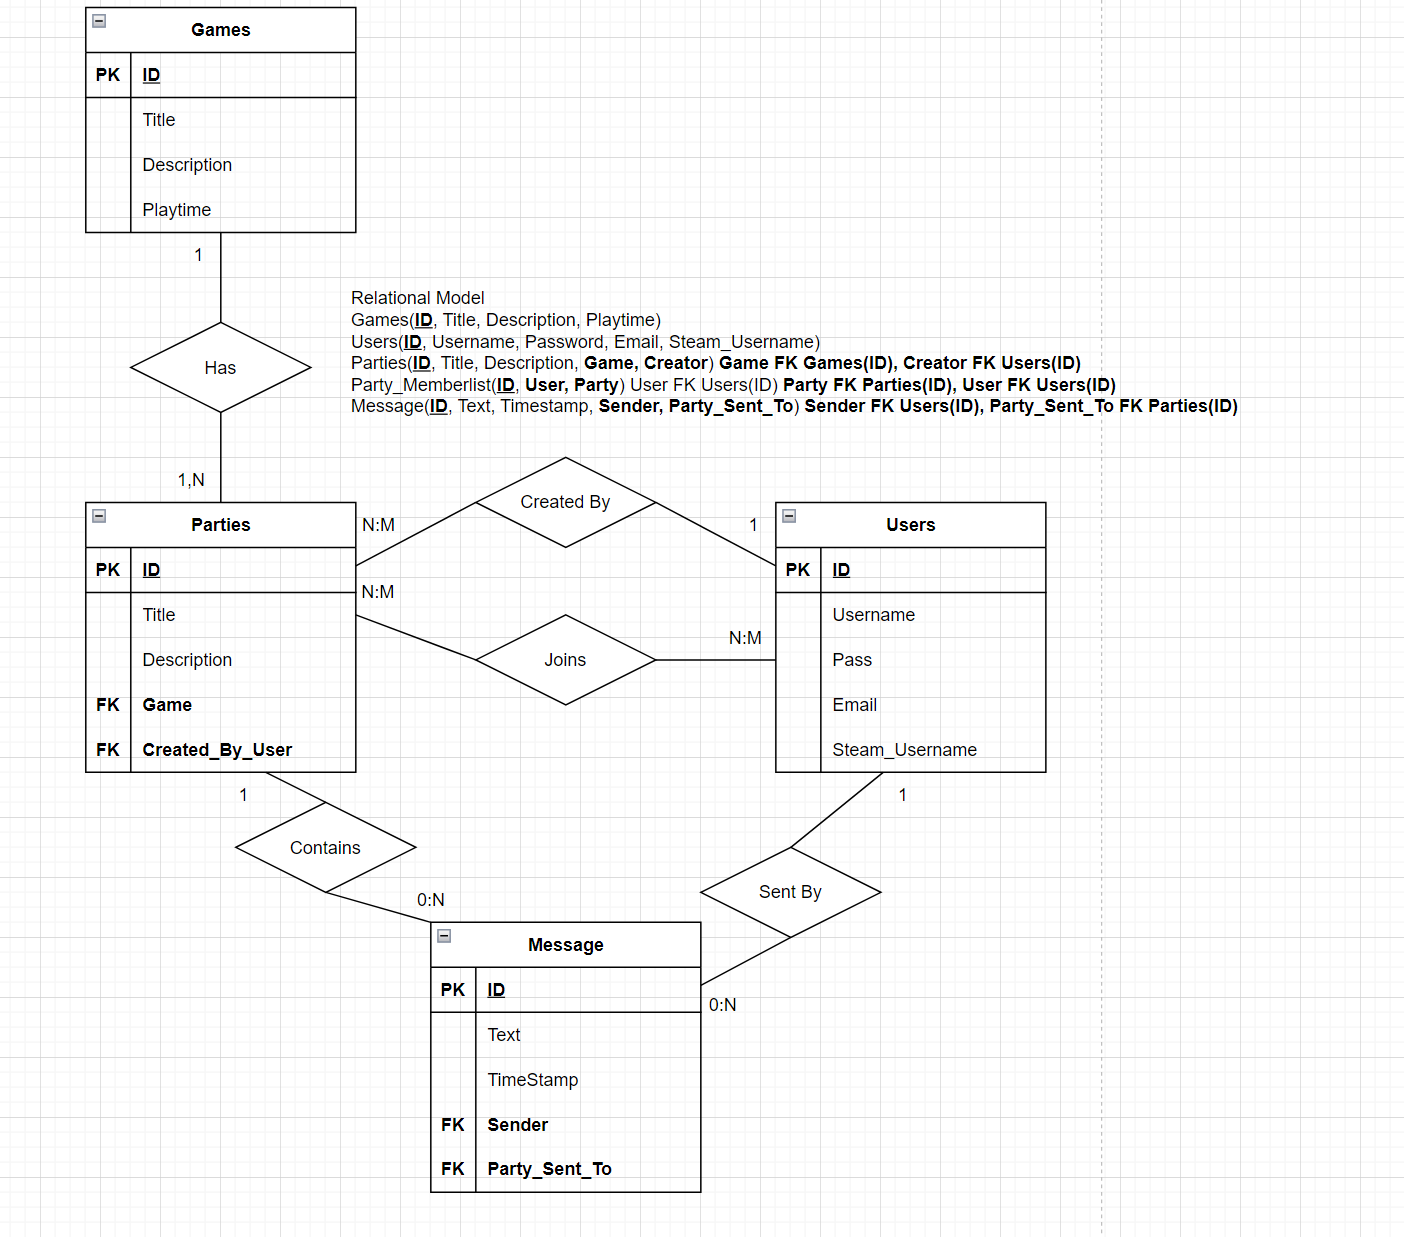 Games
PK ID
Title
Description
Playtime
1
Has
1,N
Relational Model
Games(ID, Title, Description, Playtime)
Users(ID, Username, Password, Email, Steam_Username)
Parties(ID, Title, Description, Game, Creator) Game FK Games(ID), Creator FK Users(ID)
Party_Memberlist(ID, User, Party) User FK Users(ID) Party FK Parties(ID), User FK Users(ID)
Message(ID, Text, Timestamp, Sender, Party_Sent_To) Sender FK Users(ID), Party_Sent_To FK Parties(ID)
Parties
PK ID
Title
Description
FK Game
FK Created_By_User
N:M
Created By
1
N:M
Joins
N:M
Users
PK ID
Username
Pass
Email
Steam_Username
1
Contains
0:N
1
Sent By
0:N
Message
PK ID
Text
TimeStamp
FK Sender
FK Party_Sent_To